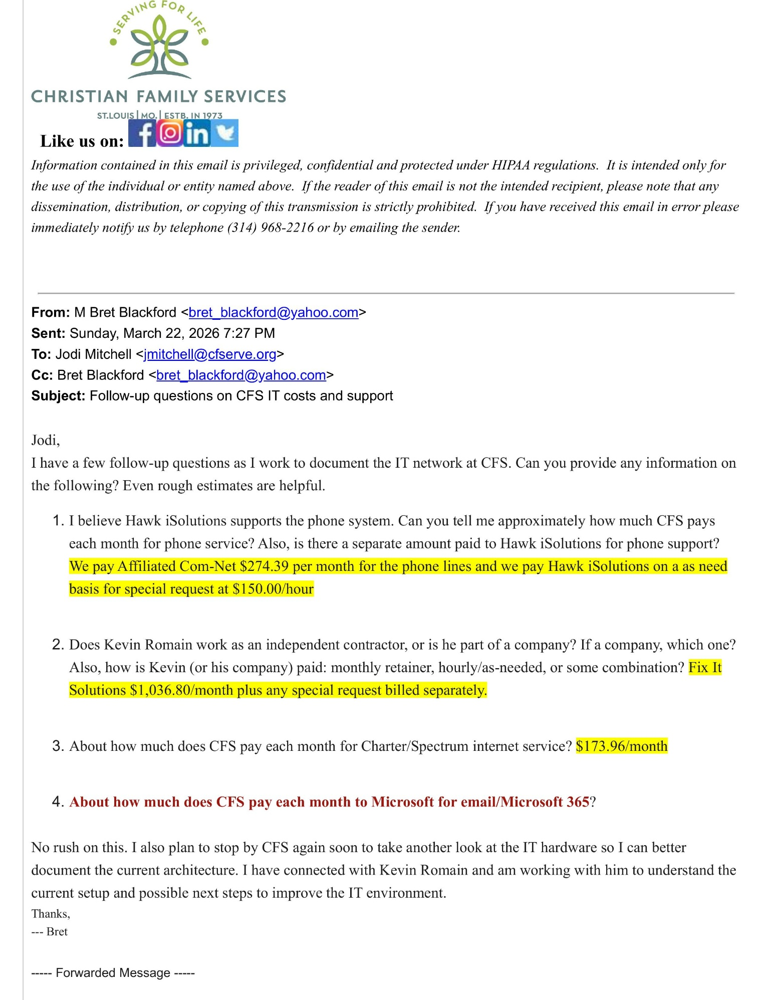 SERVING FOR LIFE
CHRISTIAN FAMILY SERVICES
ST.LOUIS | MO. | ESTB. IN 1973
Like us on:
Information contained in this email is privileged, confidential and protected under HIPAA regulations.  It is intended only for
the use of the individual or entity named above.  If the reader of this email is not the intended recipient, please note that any
dissemination, distribution, or copying of this transmission is strictly prohibited.  If you have received this email in error please
immediately notify us by telephone (314) 968-2216 or by emailing the sender.
From: M Bret Blackford <bret_blackford@yahoo.com>
Sent: Sunday, March 22, 2026 7:27 PM
To: Jodi Mitchell <jmitchell@cfserve.org>
Cc: Bret Blackford <bret_blackford@yahoo.com>
Subject: Follow-up questions on CFS IT costs and support
Jodi,
I have a few follow-up questions as I work to document the IT network at CFS. Can you provide any information on
the following? Even rough estimates are helpful.
1. I believe Hawk iSolutions supports the phone system. Can you tell me approximately how much CFS pays
each month for phone service? Also, is there a separate amount paid to Hawk iSolutions for phone support?
We pay Affiliated Com-Net $274.39 per month for the phone lines and we pay Hawk iSolutions on a as need
basis for special request at $150.00/hour
2. Does Kevin Romain work as an independent contractor, or is he part of a company? If a company, which one?
Also, how is Kevin (or his company) paid: monthly retainer, hourly/as-needed, or some combination? Fix It
Solutions $1,036.80/month plus any special request billed separately.
3. About how much does CFS pay each month for Charter/Spectrum internet service? $173.96/month
4. About how much does CFS pay each month to Microsoft for email/Microsoft 365?
No rush on this. I also plan to stop by CFS again soon to take another look at the IT hardware so I can better
document the current architecture. I have connected with Kevin Romain and am working with him to understand the
current setup and possible next steps to improve the IT environment.
Thanks,
--- Bret
----- Forwarded Message -----